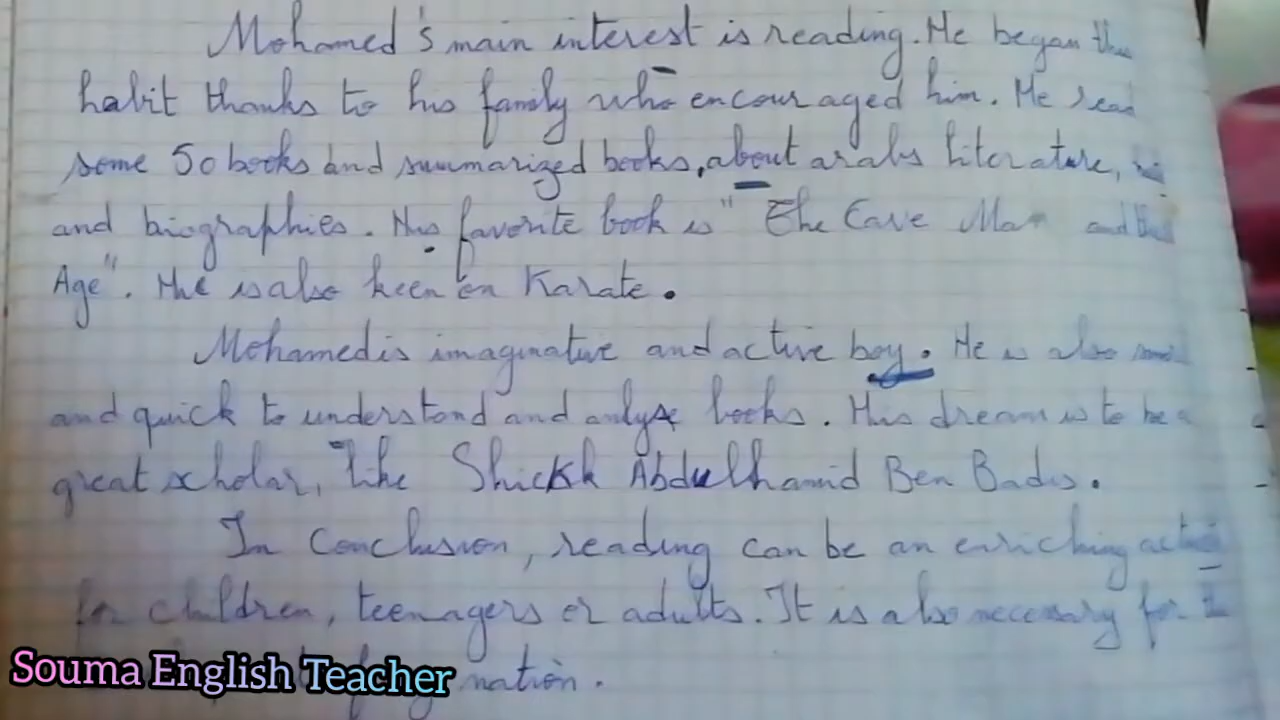 Mohamed's main interest is reading. He began
habit thanks to his family who encouraged him. He read
some 50 books and summarized books, about arabs literature,
and biographies. His favorite book is "The Cave Man and
Age". He is also keen on Karate.
Mohamed is imaginative and active boy. He is also
and quick to understand and anlyse books. His dream is to be a
great scholar, like Abdulhamid Ben Badis.
In Conclusion, reading can be an enriching
for children, teenagers or adults. It is also necessary for
nation.
Souma English Teacher